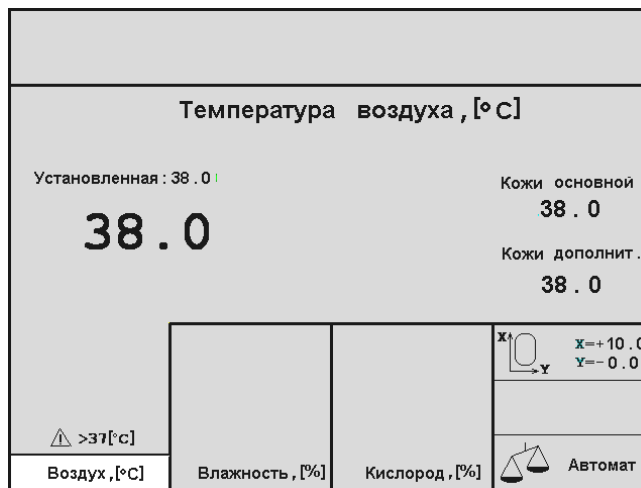 Температура воздуха,[°C]
Установленная:38.0
38.0
Кожи основной
38.0
Кожи дополнит.
38.0
X
Y
X=+10.0
Y=-0.0
>37[°C]
Воздух,[°C]
Влажность,[%]
Кислород,[%]
Автомат